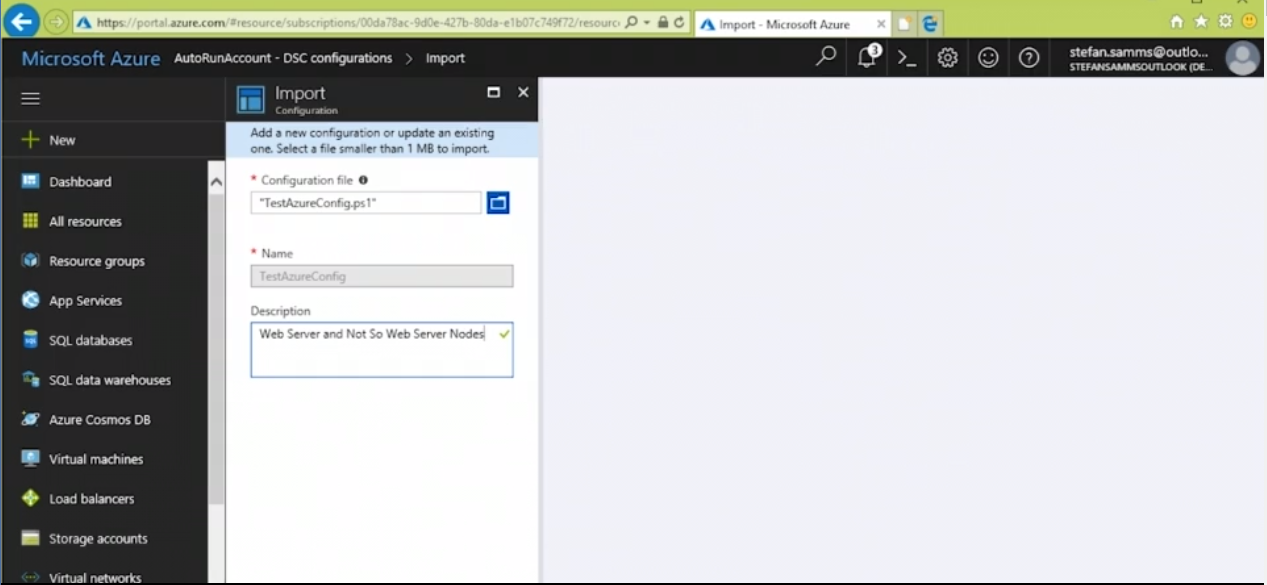 https://portal.azure.com/#resource/subscriptions/00da78ac-9d0e-427b-80da-e1b07c749f72/resourc
Import - Microsoft Azure
Microsoft Azure AutoRunAccount - DSC configurations > Import
3
stefan.samms@outlo...
STEFANSAMMSOUTLOOK (DE...
Import
Configuration
New
Add a new configuration or update an existing
one. Select a file smaller than 1 MB to import.
Dashboard
All resources
Resource groups
App Services
SQL databases
SQL data warehouses
Azure Cosmos DB
Virtual machines
Load balancers
Storage accounts
Virtual networks
* Configuration file
"TestAzureConfig.ps1"
* Name
TestAzureConfig
Description
Web Server and Not So Web Server Nodes